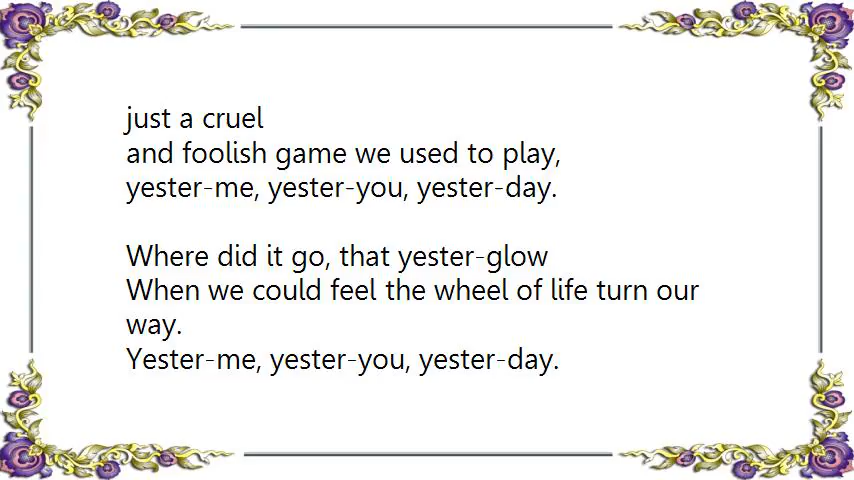 just a cruel
and foolish game we used to play,
yester-me, yester-you, yester-day.
Where did it go, that yester-glow
When we could feel the wheel of life turn our
way.
Yester-me, yester-you, yester-day.